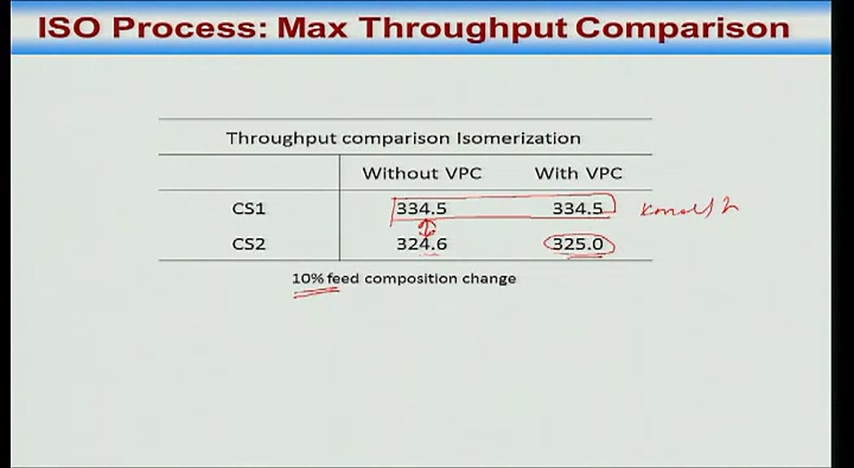 ISO Process: Max Throughput Comparison
Throughput comparison Isomerization
Without VPC With VPC
CS1 334.5 334.5 kmol/h
CS2 324.6 325.0
10% feed composition change